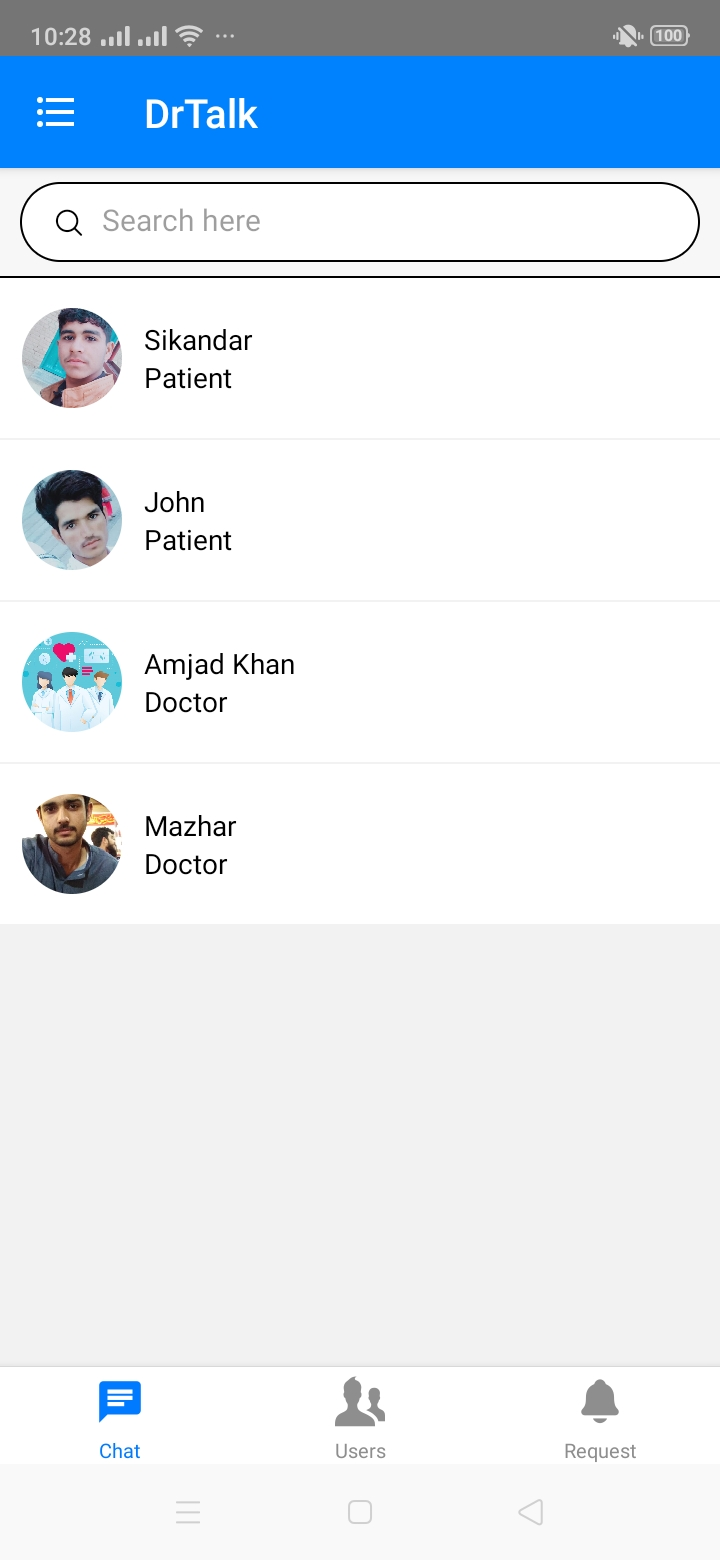 10:28 ... 100
DrTalk
Search here
Sikandar
Patient
John
Patient
Amjad Khan
Doctor
Mazhar
Doctor
Chat Users Request